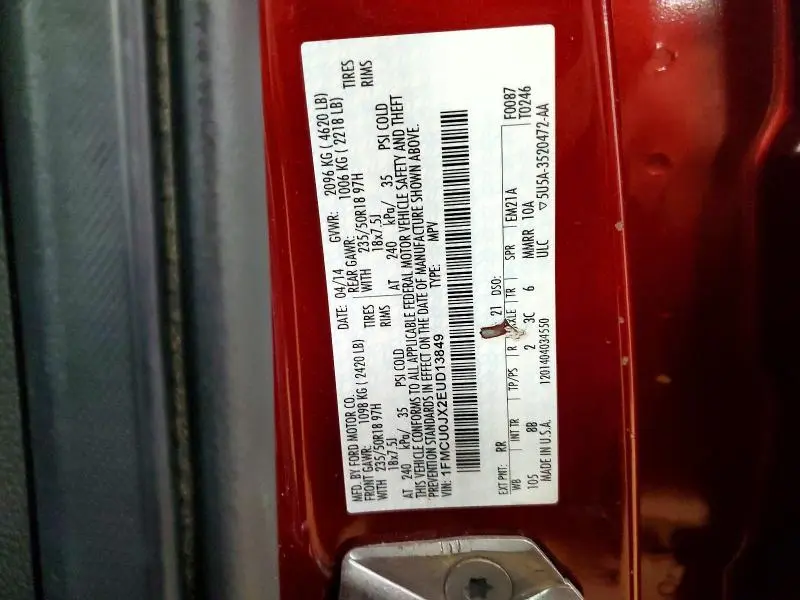 MFD. BY FORD MOTOR CO. DATE: 04/14 GVWR: 2096 KG ( 4620 LB)
FRONT GAWR: 1098 KG ( 2420 LB) REAR GAWR: 1006 KG ( 2218 LB)
WITH 235/50R18 97H TIRES WITH 235/50R18 97H TIRES
18x7.5J RIMS 18x7.5J RIMS
AT 240 kPa/ 35 PSI COLD AT 240 kPa/ 35 PSI COLD
THIS VEHICLE CONFORMS TO ALL APPLICABLE FEDERAL MOTOR VEHICLE SAFETY AND THEFT
PREVENTION STANDARDS IN EFFECT ON THE DATE OF MANUFACTURE SHOWN ABOVE.
VIN: 1FMCU0JX2EUD13849 TYPE: MPV
F0087
T0246
EXT PNT: RR 21 DSO:
WB INT TR TP/PS R AXLE TR SPR EM21A
105 8B 2 3C 6 MMRR 10A
MADE IN U.S.A. 1201404034550 ULC ▽5U5A-3520472-AA